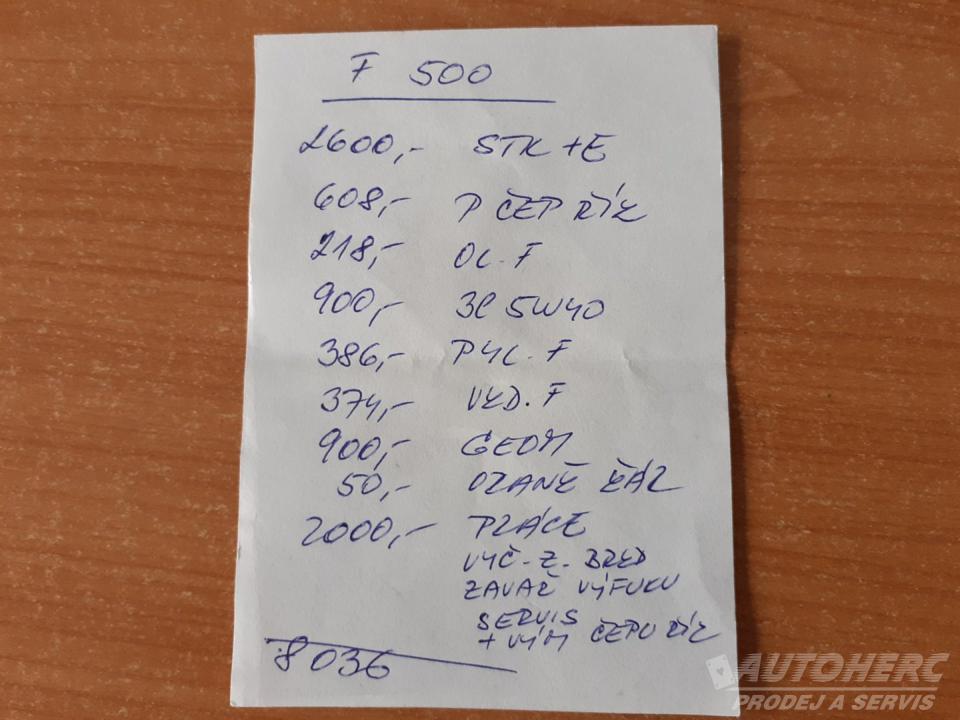 F 500
2600,- STK +E
608,- P ČEP ŘÍZ
218,- OL. F
900,- 3L 5W40
386,- PYL. F
374,- VZD. F
900,- GEOM
50,- ŽÁR
2000,- PRÁCE
VYČ. Z. BRZD
ZAVAŘ VÝFUKU
SERVIS
+ VÝM ČEPU ŘÍZ
8036
AUTOHERC
PRODEJ A SERVIS